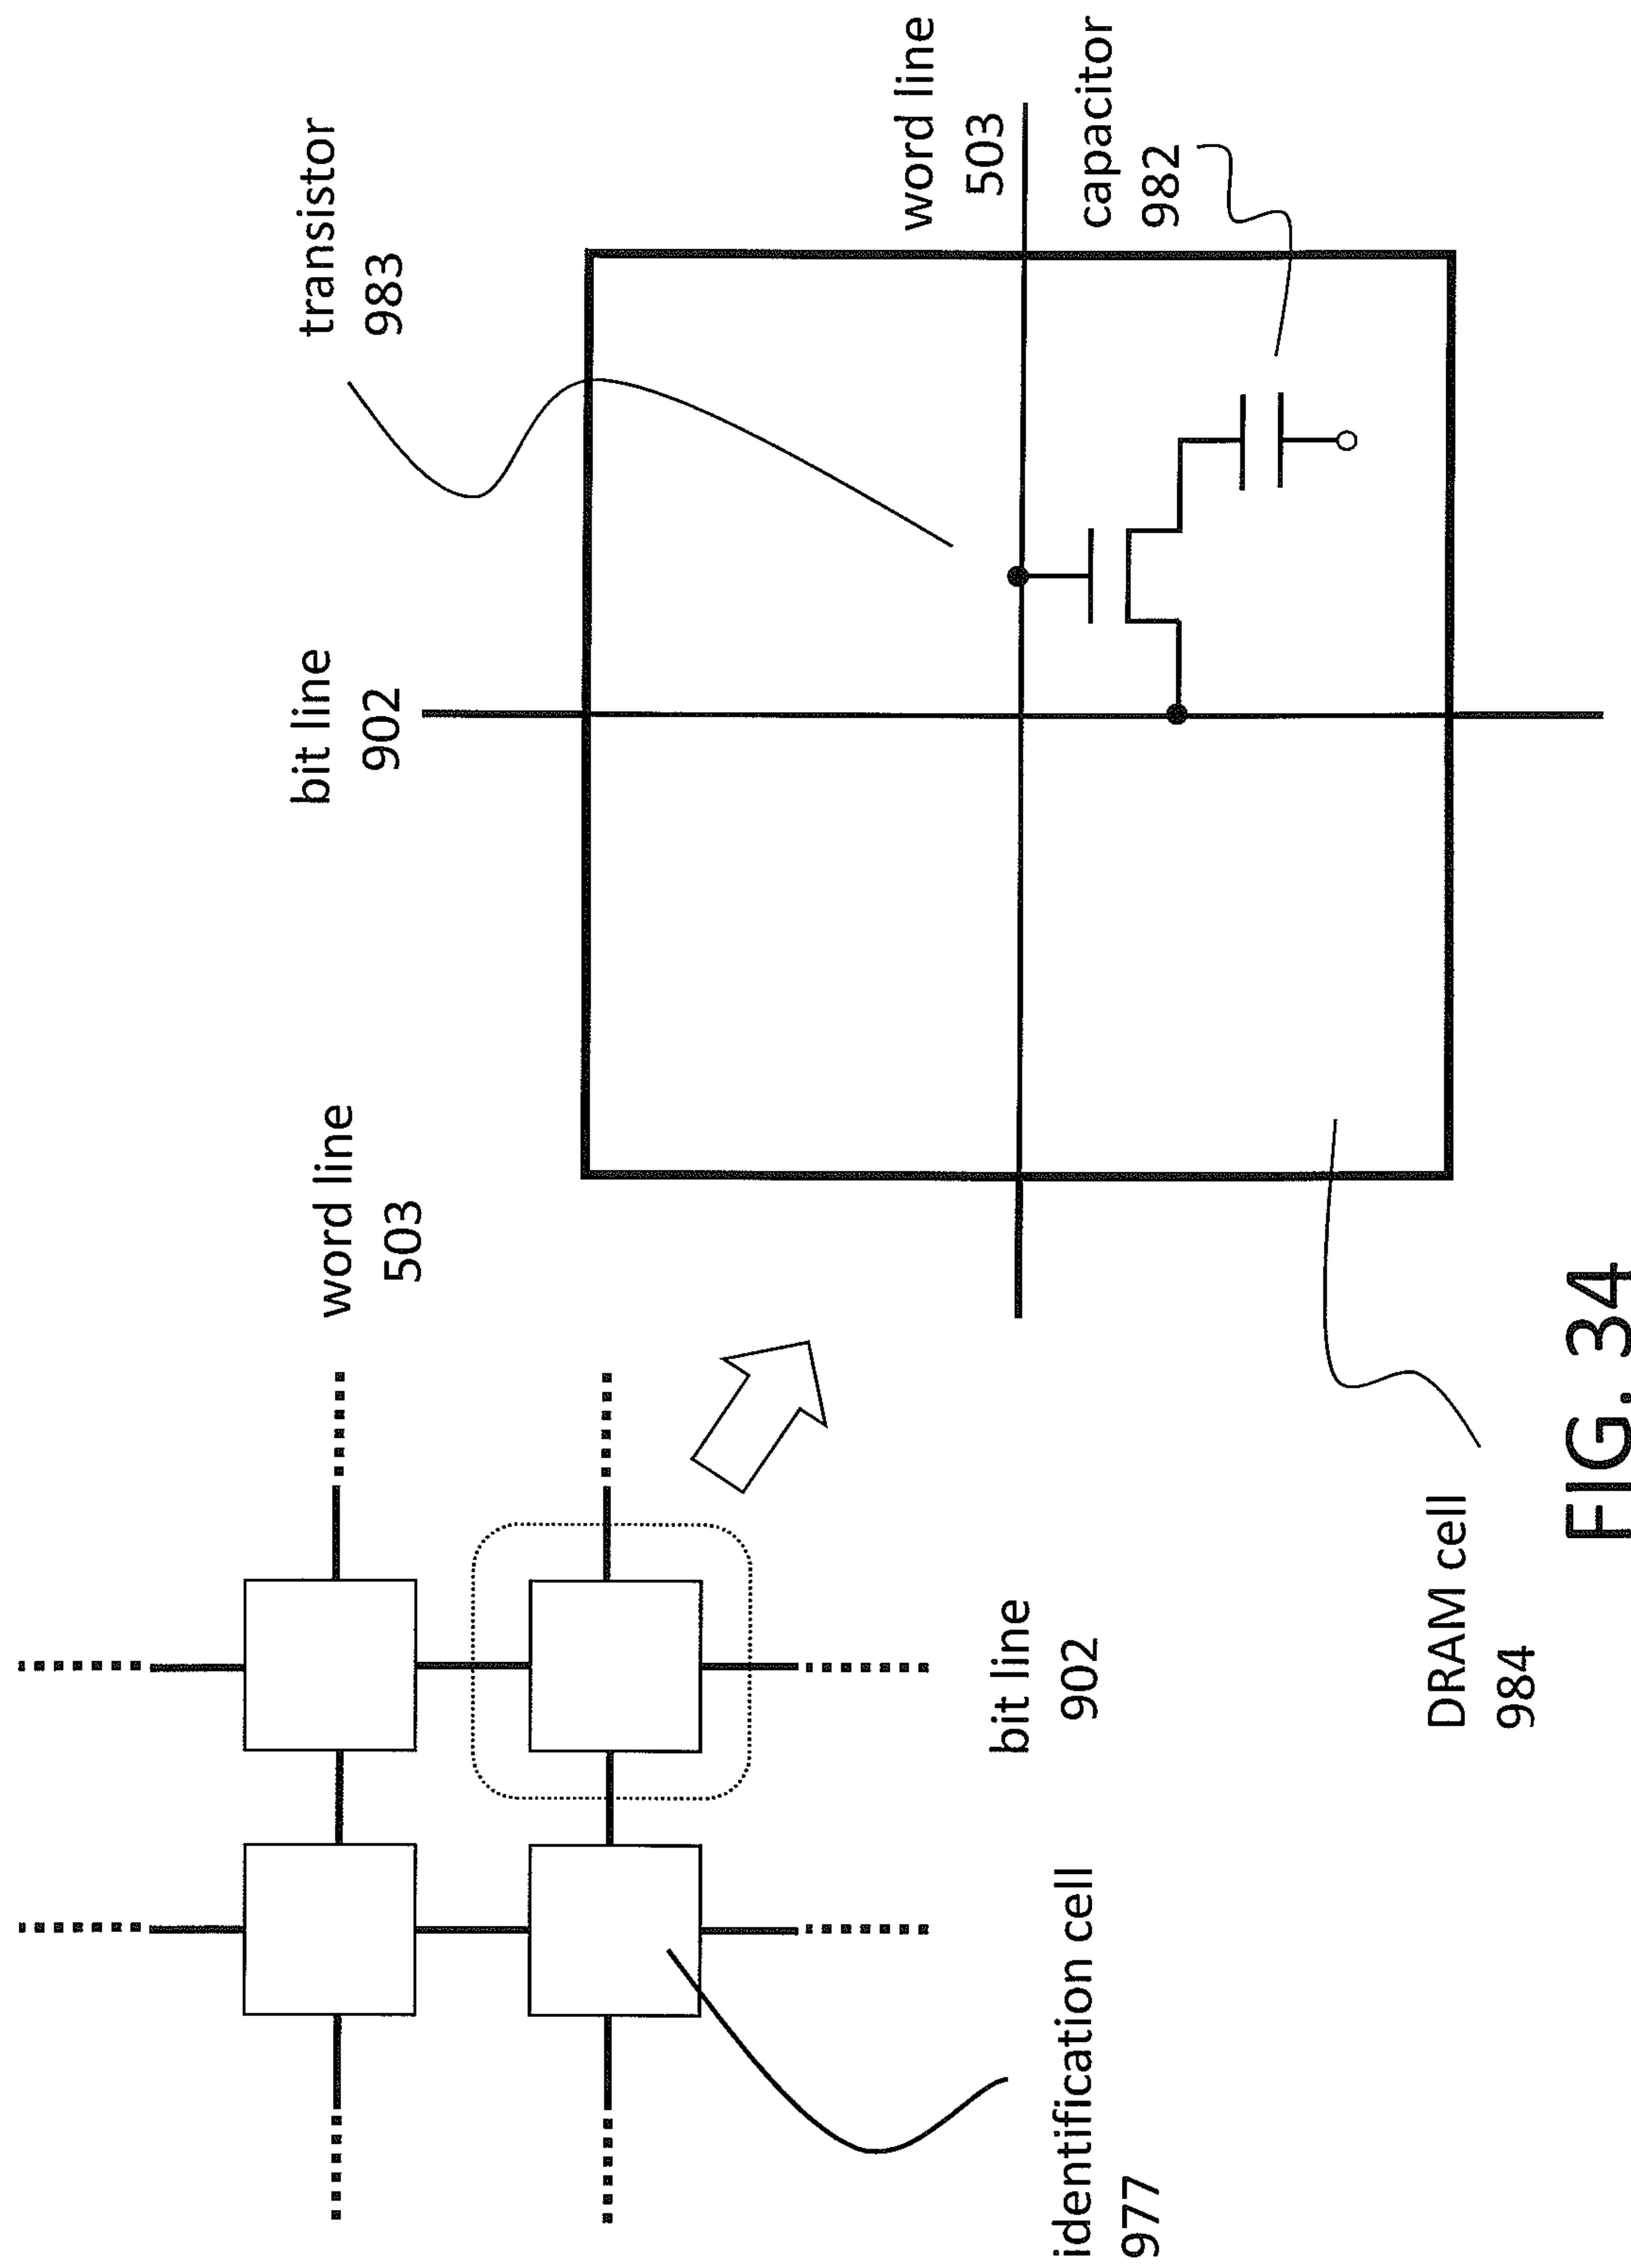 word line
503
bit line
902
transistor
983
word line
503
capacitor
982
identification cell
977
bit line
902
DRAM cell
984
FIG. 34